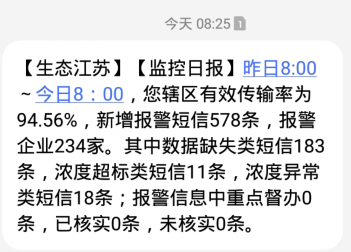 今天 08:25 1
【生态江苏】【监控日报】昨日8:00
~今日8：00，您辖区有效传输率为
94.56%，新增报警短信578条，报警
企业234家。其中数据缺失类短信183
条，浓度超标类短信11条，浓度异常
类短信18条；报警信息中重点督办0
条，已核实0条，未核实0条。